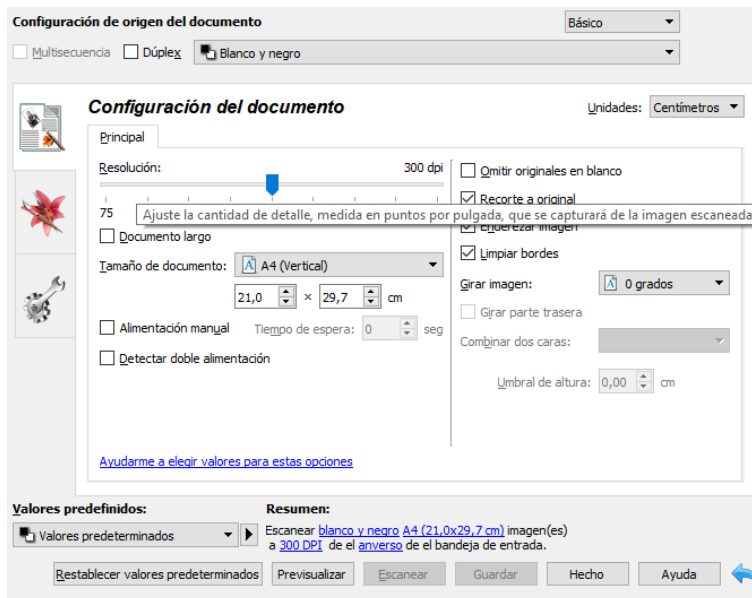 Configuración de origen del documento
Básico
Multisecuencia Dúplex Blanco y negro
Configuración del documento
Unidades: Centímetros
Principal
Resolución: 300 dpi
Omitir originales en blanco
Recorte a original
75
Ajuste la cantidad de detalle, medida en puntos por pulgada, que se capturará de la imagen escaneada
Enderezar imagen
Documento largo
Limpiar bordes
Tamaño de documento: A4 (Vertical)
Girar imagen: 0 grados
21,0 × 29,7 cm
Girar parte trasera
Alimentación manual Tiempo de espera: 0 seg
Combinar dos caras:
Detectar doble alimentación
Umbral de altura: 0,00 cm
Ayudarme a elegir valores para estas opciones
Valores predefinidos:
Valores predeterminados
Resumen:
Escanear blanco y negro A4 (21,0x29,7 cm) imagen(es)
a 300 DPI de el anverso de el bandeja de entrada.
Restablecer valores predeterminados Previsualizar Escanear Guardar Hecho Ayuda